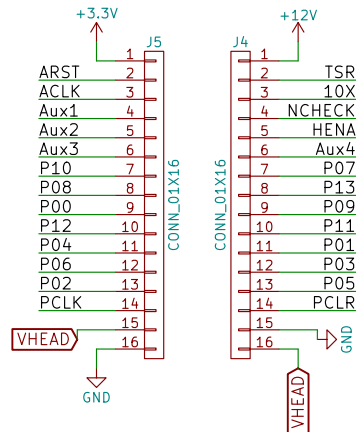 +3.3V +12V
J5 J4
1 1
ARST 2 2 TSR
ACLK 3 3 10X
Aux1 4 4 NCHECK
Aux2 5 5 HENA
Aux3 6 6 Aux4
P10 7 7 P07
P08 8 8 P13
P00 9 9 P09
P12 10 10 P11
P04 11 11 P01
P06 12 12 P03
P02 13 13 P05
PCLK 14 14 PCLR
VHEAD 15 15 GND
16 16
GND VHEAD
CONN_01X16 CONN_01X16